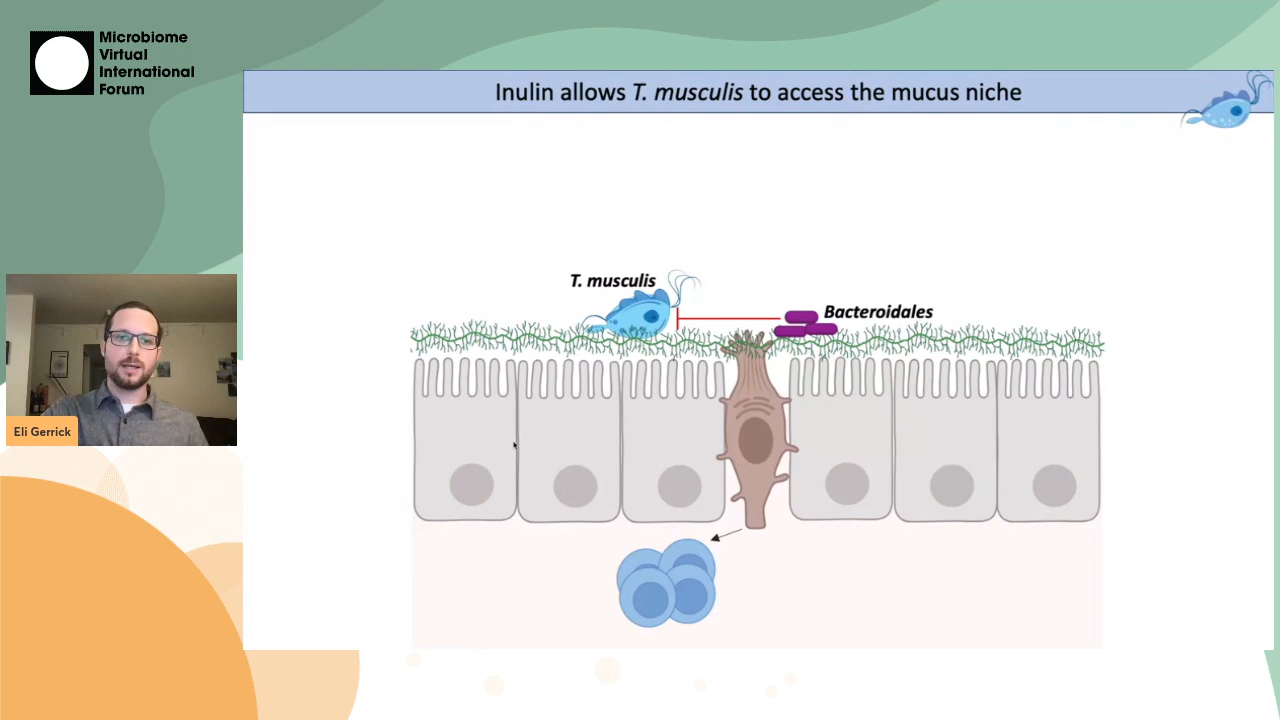 Microbiome
Virtual
International
Forum
Inulin allows T. musculis to access the mucus niche
T. musculis
Bacteroidales
Eli Gerrick